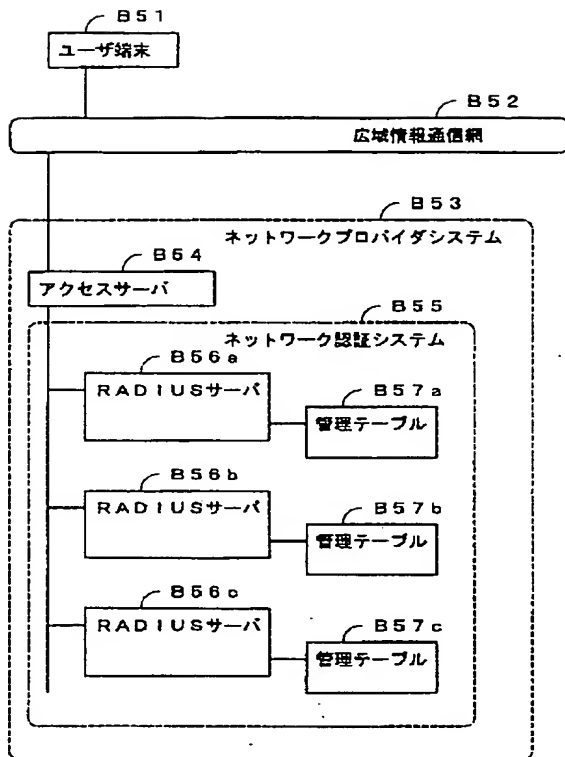 B51
ユーザ端末
B52
広域情報通信網
B53
ネットワークプロバイダシステム
B54
アクセスサーバ
B55
ネットワーク認証システム
B56a
RADIUSサーバ
B57a
管理テーブル
B56b
RADIUSサーバ
B57b
管理テーブル
B56c
RADIUSサーバ
B57c
管理テーブル